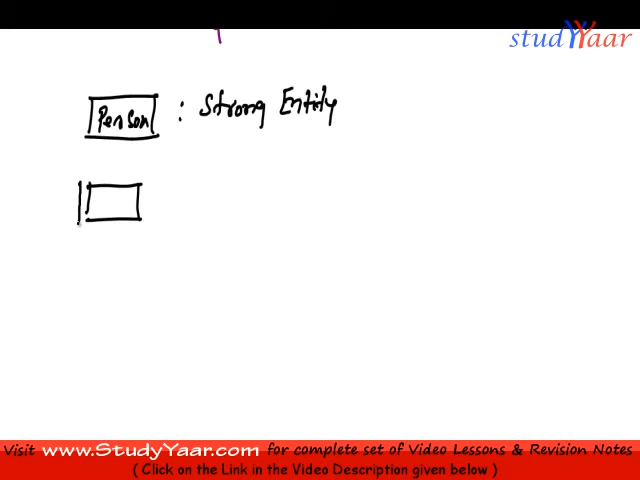 studYYaar
Person : Strong Entity
Visit www.StudyYaar.com for complete set of Video Lessons & Revision Notes
( Click on the Link in the Video Description given below )